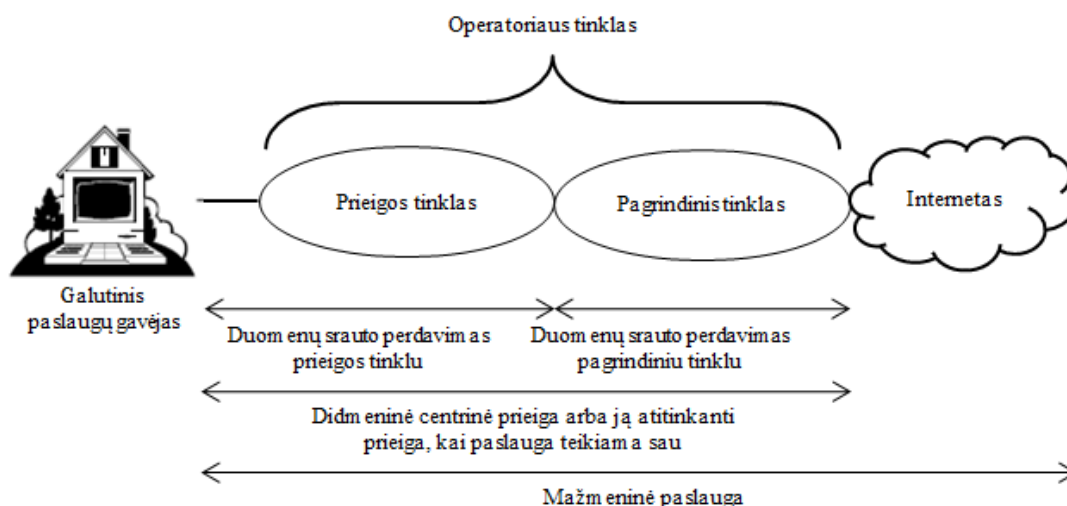 Operatoriaus tinklas
Prieigos tinklas
Pagrindinis tinklas
Internetas
Galutinis
paslaugų gavėjas
Duomenų srauto perdavimas
prieigos tinklu
Duomenų srauto perdavimas
pagrindiniu tinklu
Didmeninė centrinė prieiga arba ją atitinkanti
prieiga, kai paslauga teikiama sau
Mažmeninė paslauga